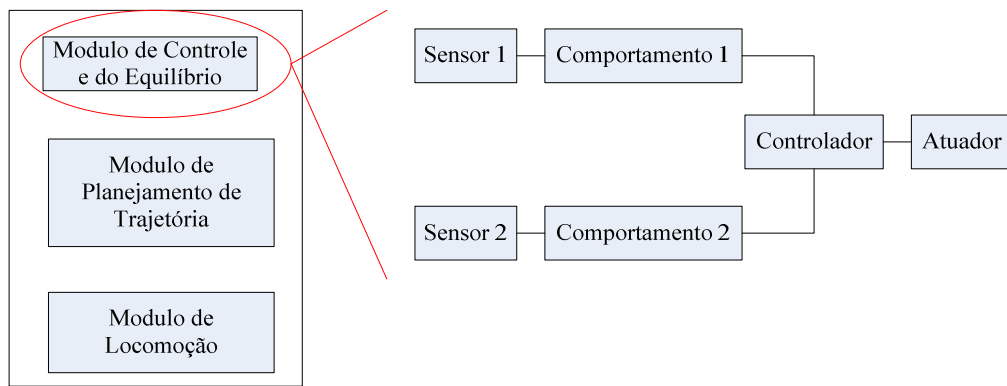 Modulo de Controle
e do Equilíbrio
Modulo de
Planejamento de
Trajetória
Modulo de
Locomoção
Sensor 1
Comportamento 1
Controlador
Atuador
Sensor 2
Comportamento 2